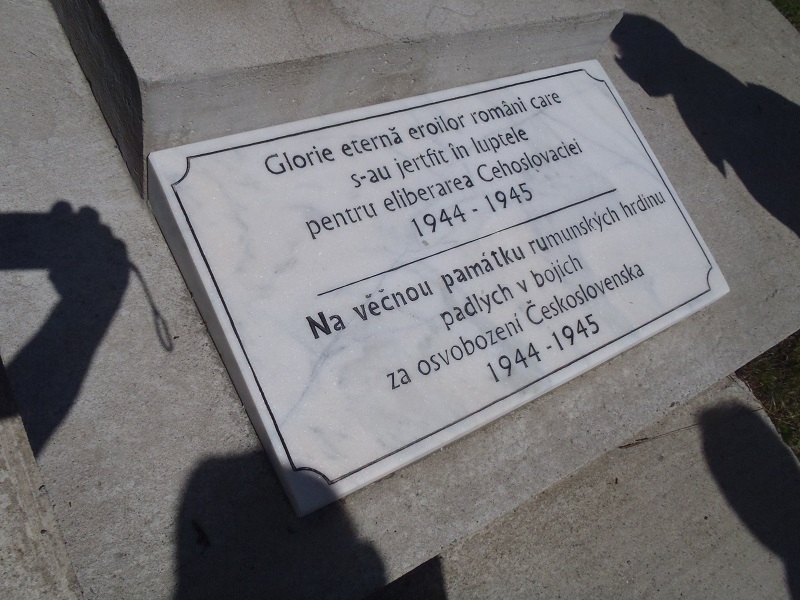 Glorie eternă eroilor români care
s-au jertfit în luptele
pentru eliberarea Cehoslovaciei
1944 - 1945
Na věčnou památku rumunských hrdinu
padlých v bojích
za osvobození Československa
1944 - 1945